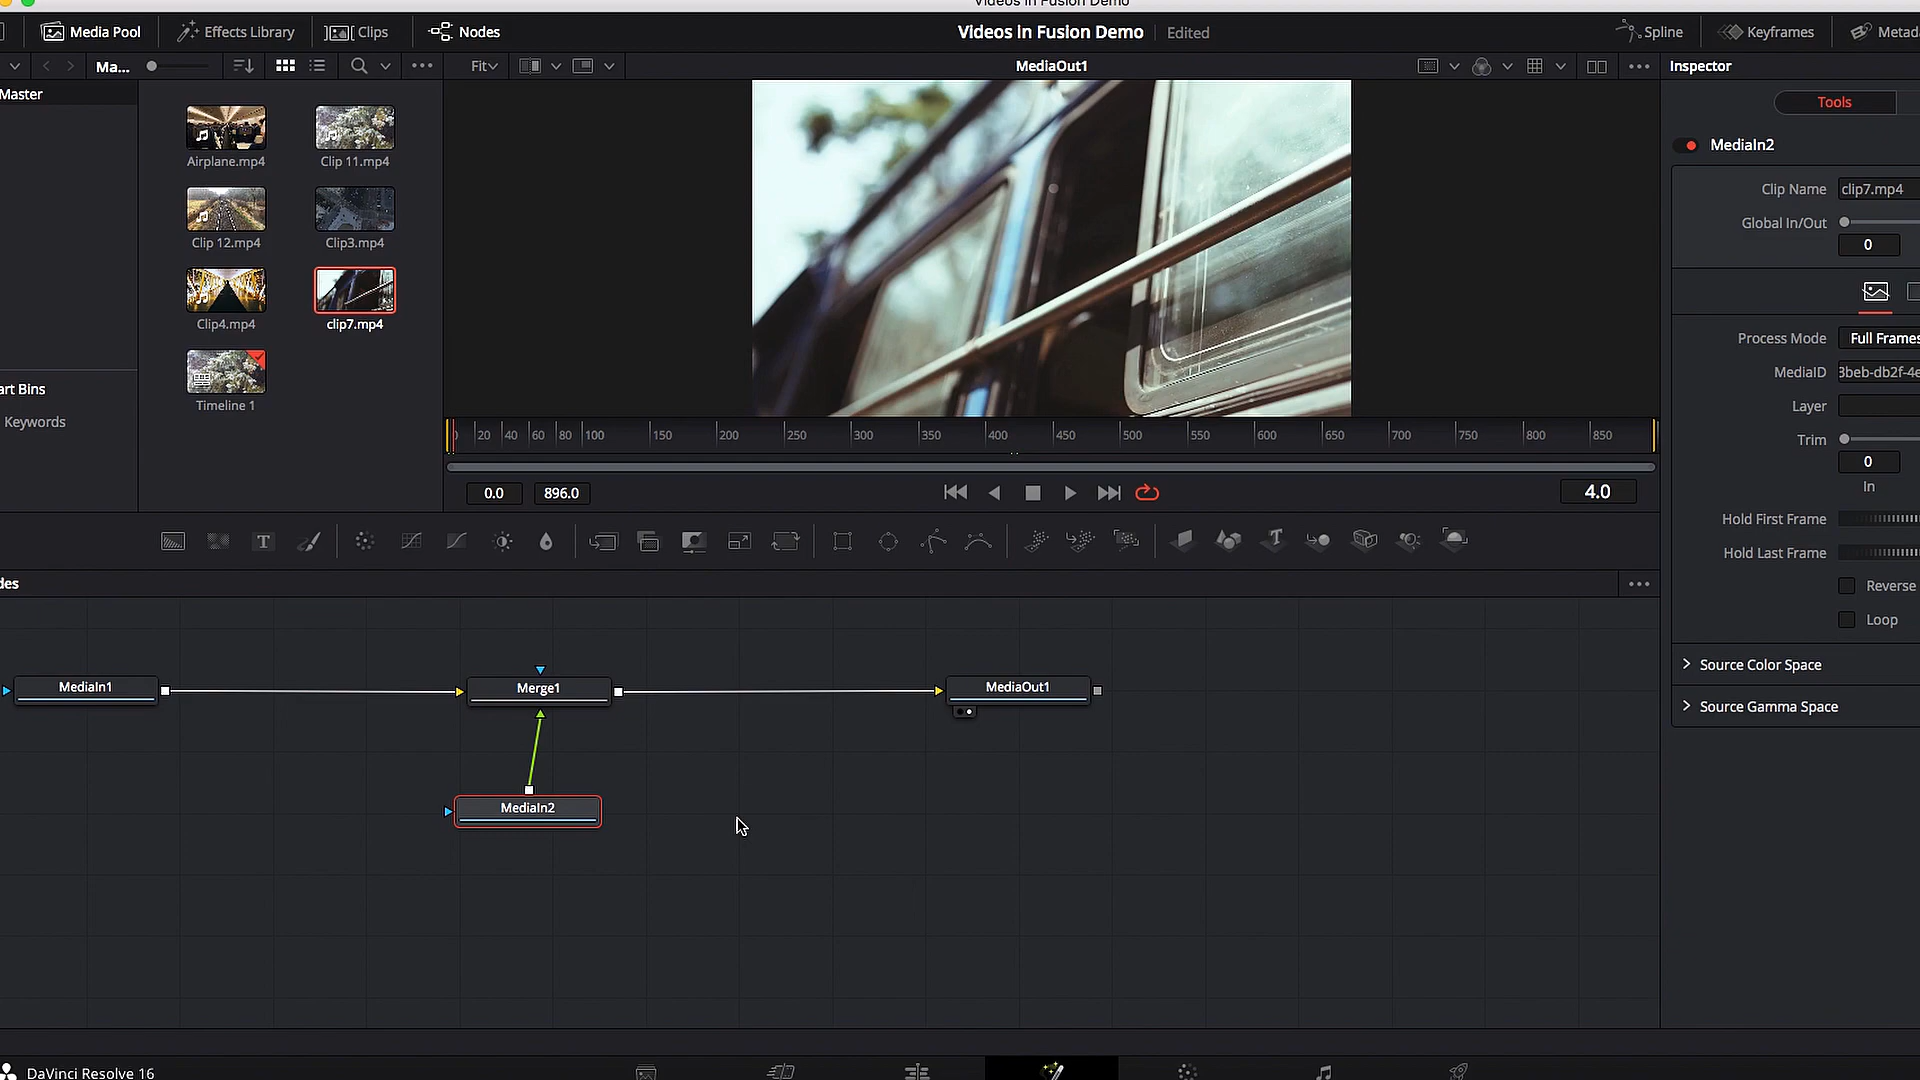 Videos in Fusion Demo
Media Pool
Effects Library
Clips
Nodes
Videos in Fusion Demo
Edited
Spline
Keyframes
Ma...
Fit
MediaOut1
Inspector
Master
Tools
Airplane.mp4
Clip 11.mp4
MediaIn2
Clip Name
clip7.mp4
Global In/Out
0
Clip 12.mp4
Clip3.mp4
Clip4.mp4
clip7.mp4
Timeline 1
Process Mode
Full Frames
MediaID
3beb-db2f-4e
Layer
Trim
0
In
Keywords
20 40 60 80 100 150 200 250 300 350 400 450 500 550 600 650 700 750 800 850
0.0
896.0
4.0
Hold First Frame
Hold Last Frame
Reverse
Loop
Source Color Space
Source Gamma Space
MediaIn1
Merge1
MediaOut1
MediaIn2
DaVinci Resolve 16